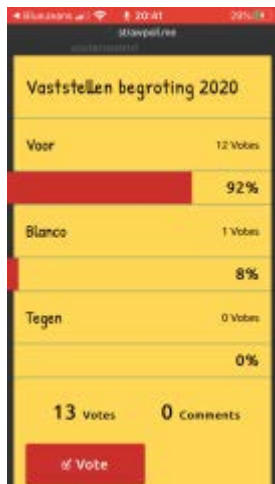 20:41
strawpoll.me
Vaststellen begroting 2020
Voor 12 Votes
92%
Blanco 1 Votes
8%
Tegen 0 Votes
0%
13 Votes 0 Comments
Vote